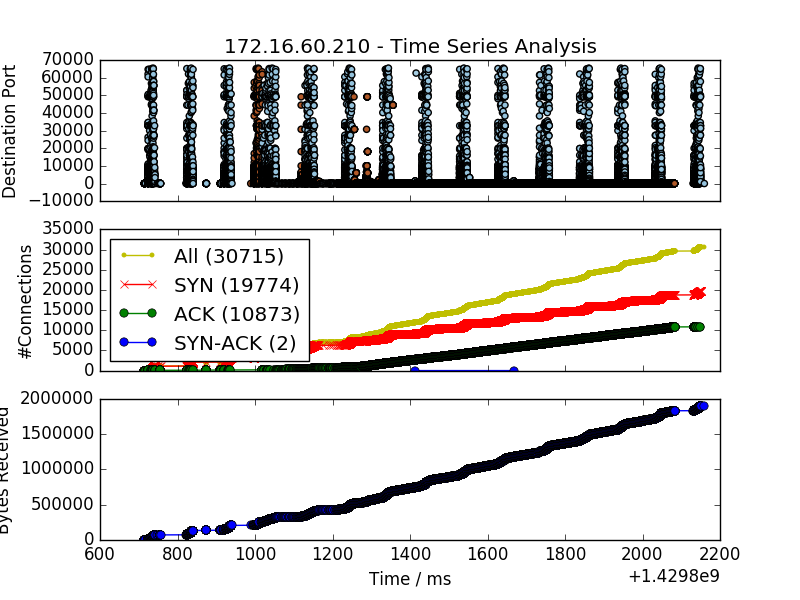 172.16.60.210 - Time Series Analysis
70000
60000
50000
40000
30000
20000
10000
0
−10000
Destination Port
35000
30000
25000
20000
15000
10000
5000
0
#Connections
All (30715)
SYN (19774)
ACK (10873)
SYN-ACK (2)
2000000
1500000
1000000
500000
0
Bytes Received
600 800 1000 1200 1400 1600 1800 2000 2200
Time / ms
+1.4298e9